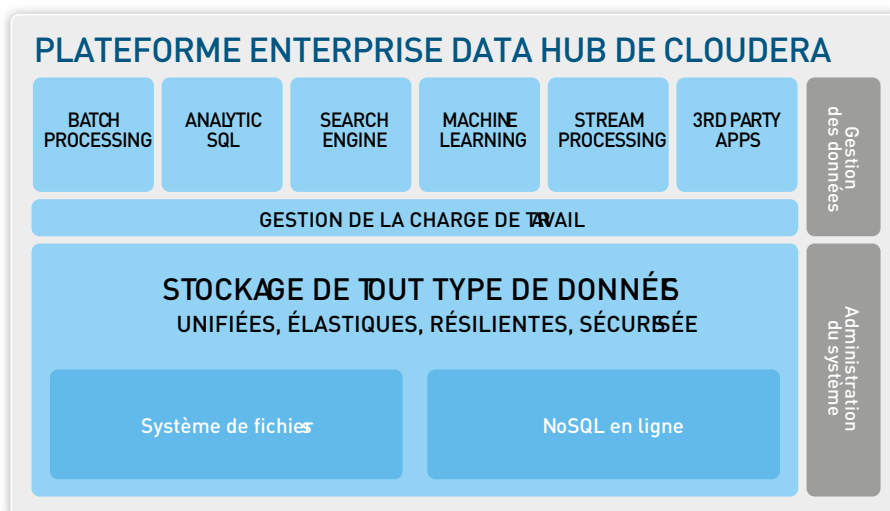 PLATEFORME ENTERPRISE DATA HUB DE CLOUDERA
BATCH
PROCESSING
ANALYTIC
SQL
SEARCH
ENGINE
MACHINE
LEARNING
STREAM
PROCESSING
3RD PARTY
APPS
Gestion
des données
GESTION DE LA CHARGE DE TRAVAIL
STOCKAGE DE TOUT TYPE DE DONNÉES
UNIFIÉES, ÉLASTIQUES, RÉSILIENTES, SÉCURISÉES
Administration
du système
Système de fichiers
NoSQL en ligne